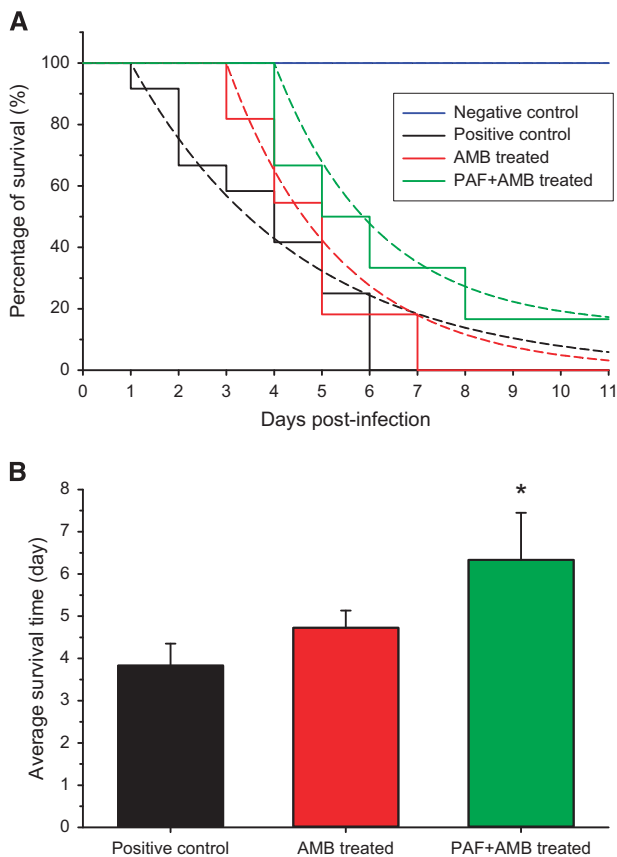 A
Percentage of survival (%)
100
80
60
40
20
0
Negative control
Positive control
AMB treated
PAF+AMB treated
0 1 2 3 4 5 6 7 8 9 10 11
Days post-infection
B
Average survival time (day)
8
7
6
5
4
3
2
1
0
*
Positive control AMB treated PAF+AMB treated